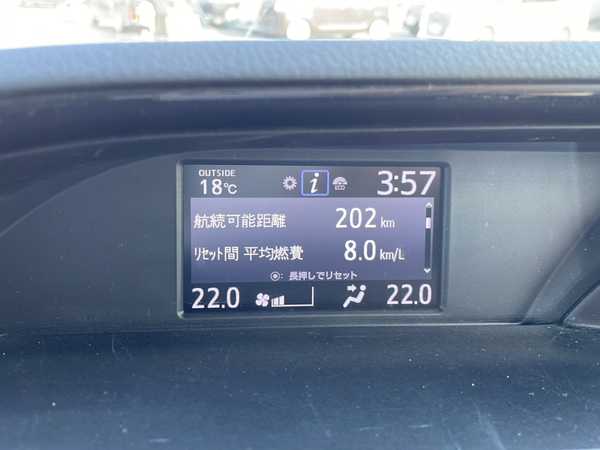 OUTSIDE
18℃ i ECO 3:57
航続可能距離 202 km
リセット間 平均燃費 8.0 km/L
◉: 長押しでリセット
22.0 22.0